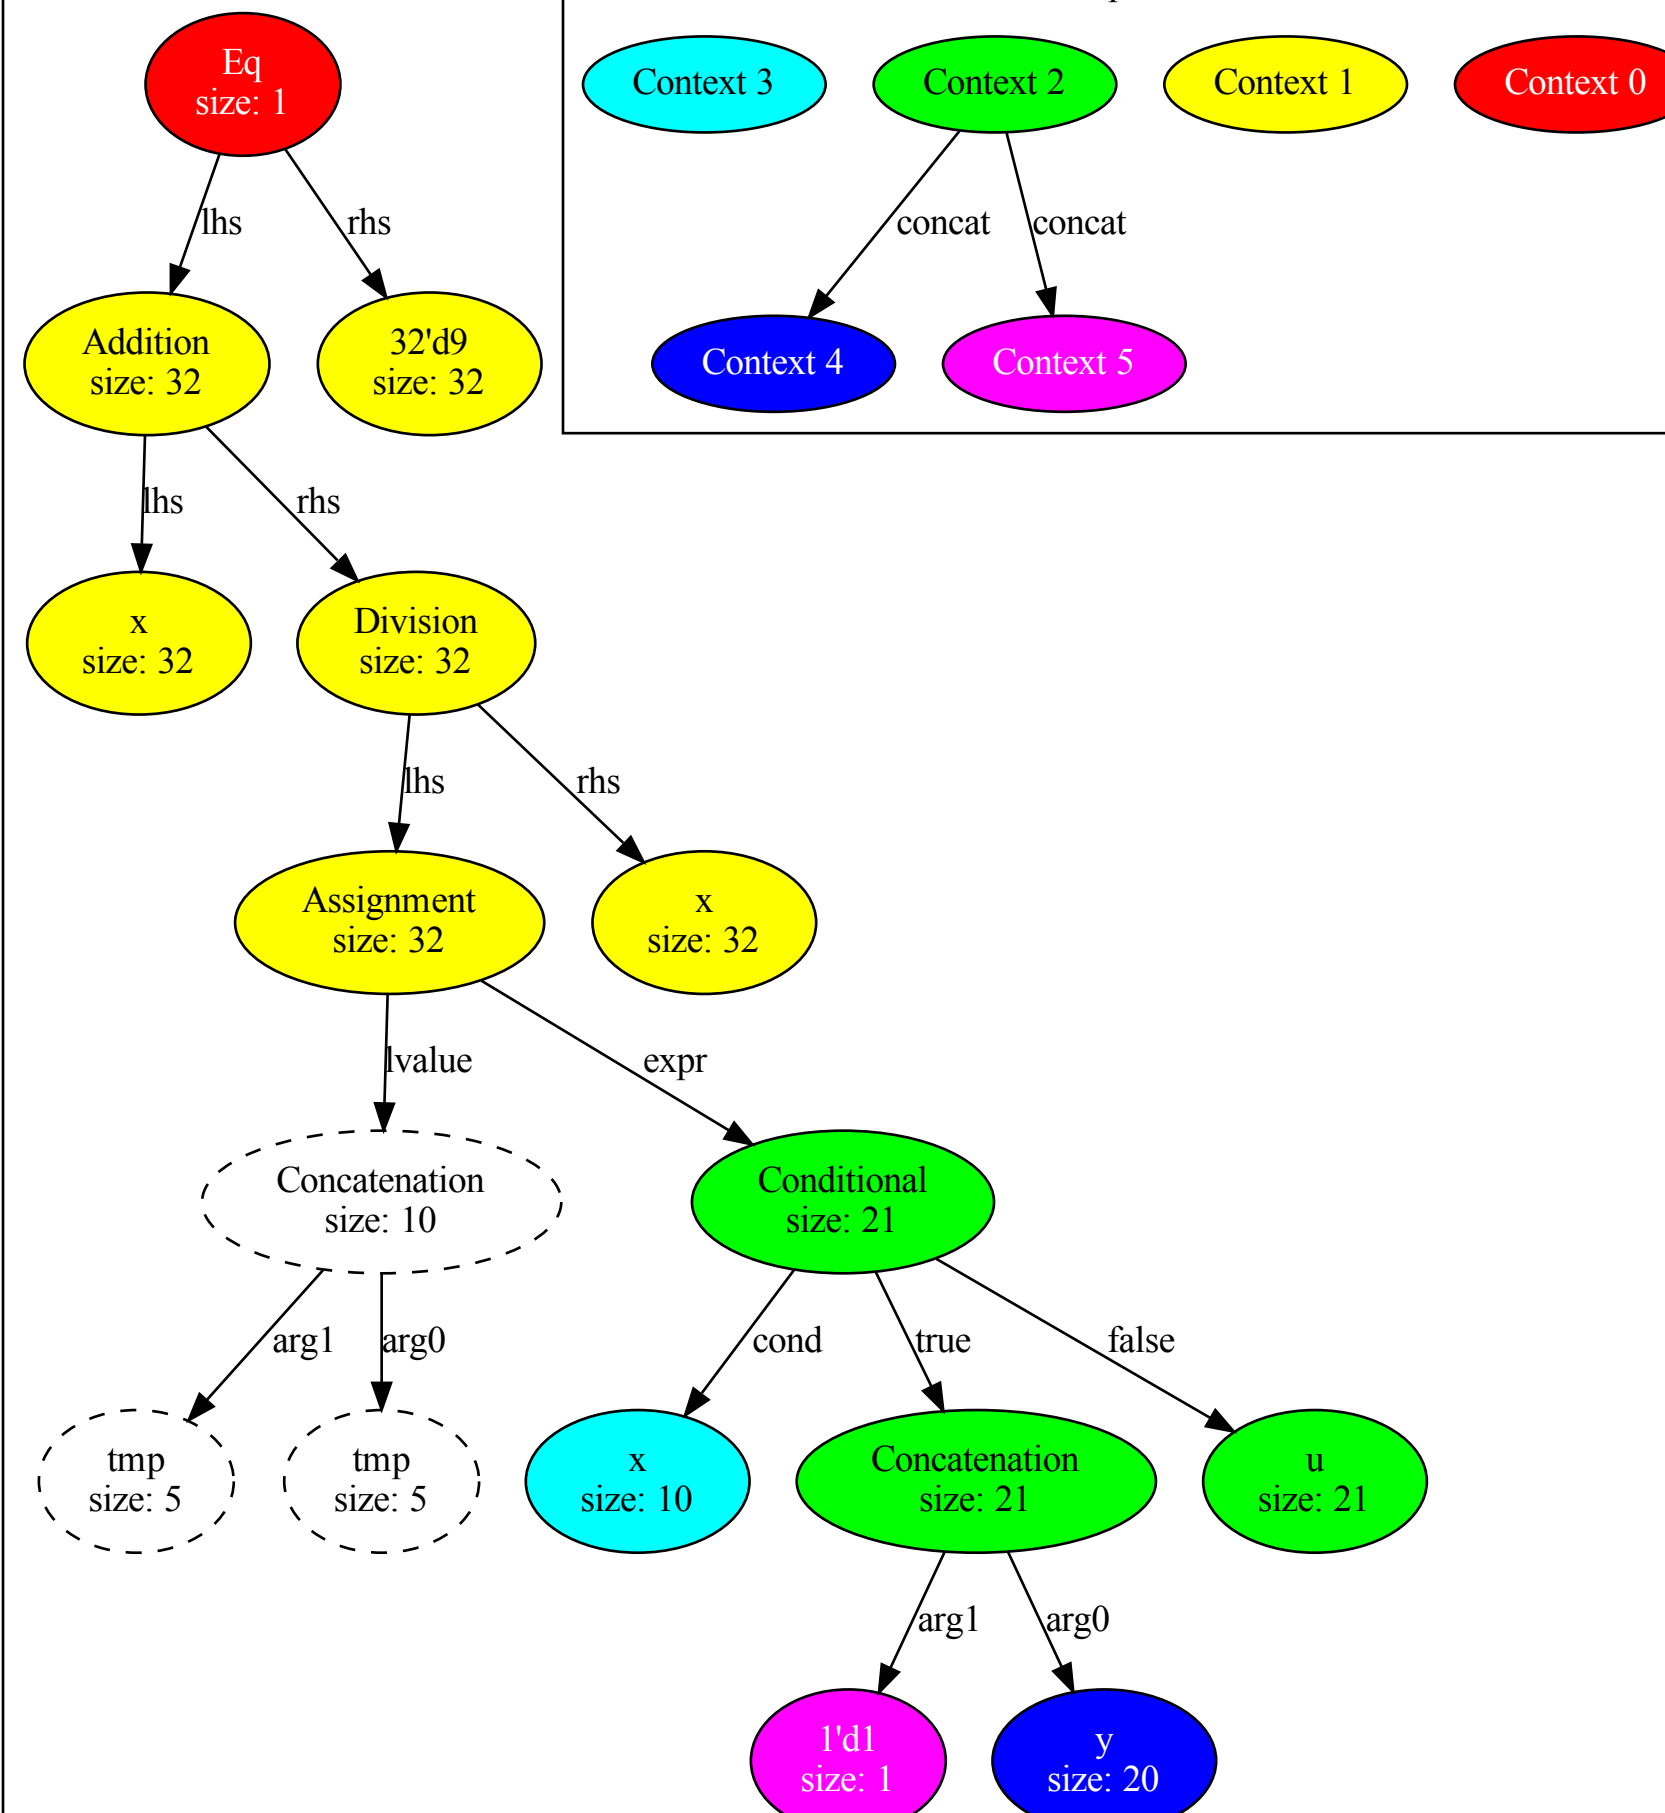 Eq
size: 1
Context 3
Context 2
Context 1
Context 0
lhs
rhs
concat
concat
Addition
size: 32
32'd9
size: 32
Context 4
Context 5
lhs
rhs
x
size: 32
Division
size: 32
lhs
rhs
Assignment
size: 32
x
size: 32
lvalue
expr
Concatenation
size: 10
Conditional
size: 21
arg1
arg0
cond
true
false
tmp
size: 5
tmp
size: 5
x
size: 10
Concatenation
size: 21
u
size: 21
arg1
arg0
1'd1
size: 1
y
size: 20